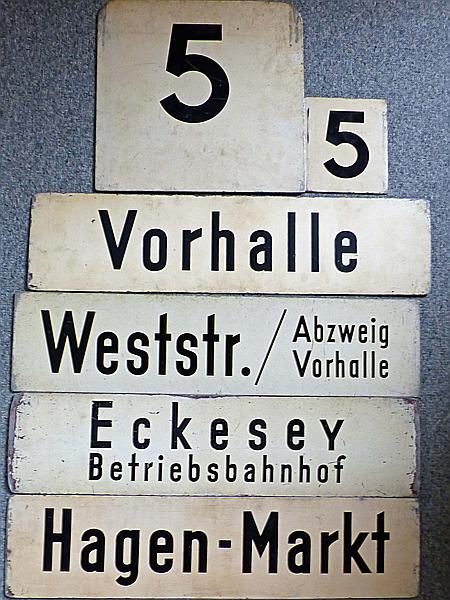 5
5
Vorhalle
Weststr./ Abzweig
Vorhalle
Eckesey
Betriebsbahnhof
Hagen-Markt